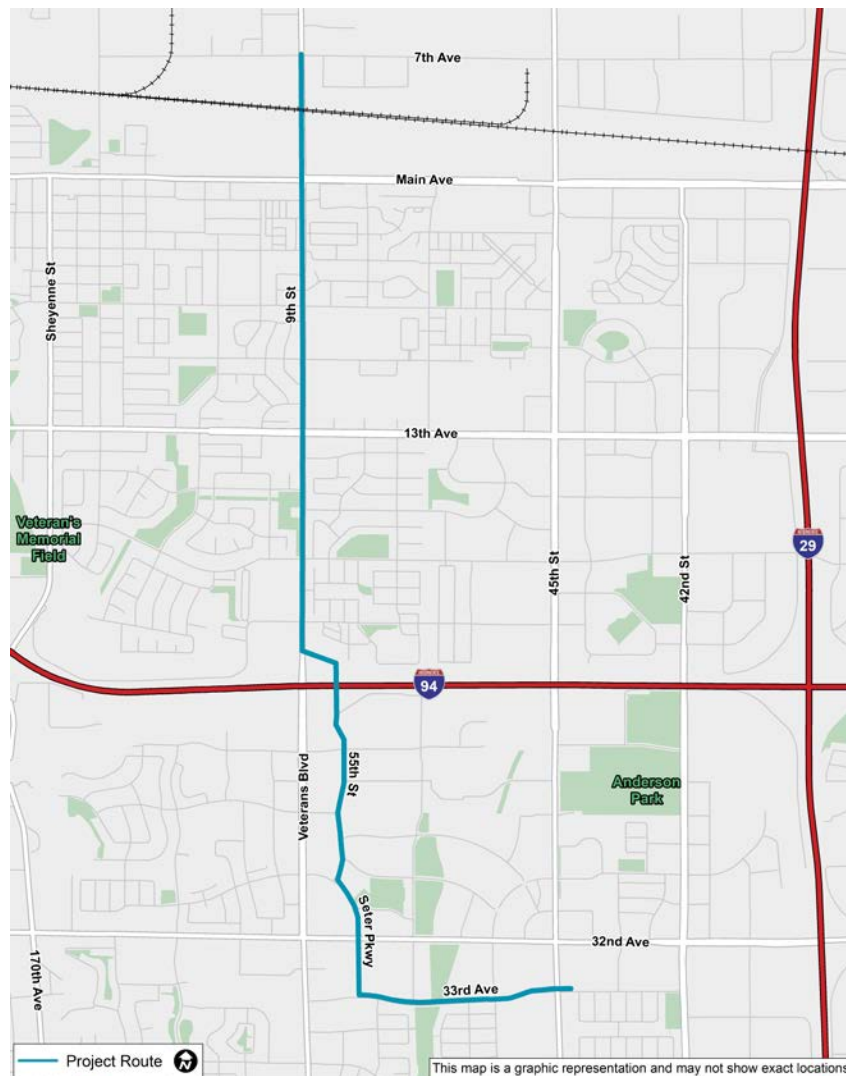 7th Ave
Main Ave
Sheyenne St
9th St
13th Ave
Veteran's
Memorial
Field
45th St
42nd St
INTERSTATE
29
INTERSTATE
94
Veterans Blvd
55th St
Anderson
Park
Seter Pkwy
32nd Ave
170th Ave
33rd Ave
Project Route
N
This map is a graphic representation and may not show exact locations